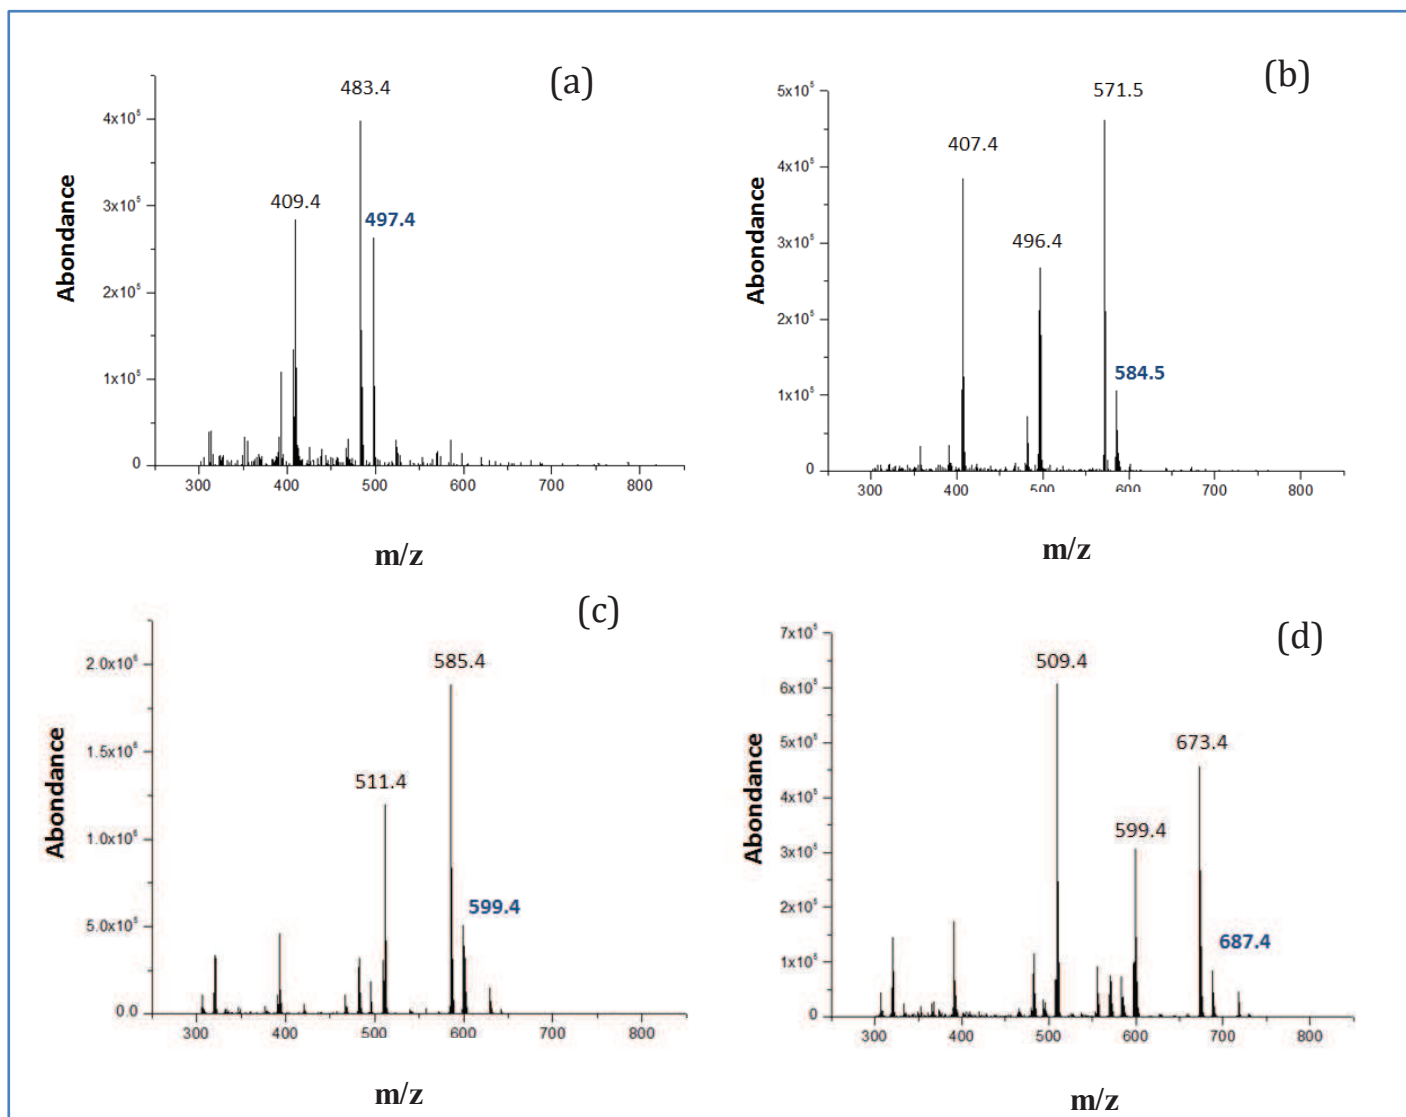 (a)
483.4
409.4
497.4
4x10⁵
3x10⁵
2x10⁵
1x10⁵
0
Abondance
300 400 500 600 700 800
m/z
(b)
571.5
407.4
496.4
584.5
5x10⁵
4x10⁵
3x10⁵
2x10⁵
1x10⁵
0
Abondance
300 400 500 600 700 800
m/z
(c)
585.4
511.4
599.4
2.0x10⁶
1.5x10⁶
1.0x10⁶
5.0x10⁵
0.0
Abondance
300 400 500 600 700 800
m/z
(d)
509.4
673.4
599.4
687.4
7x10⁵
6x10⁵
5x10⁵
4x10⁵
3x10⁵
2x10⁵
1x10⁵
0
Abondance
300 400 500 600 700 800
m/z